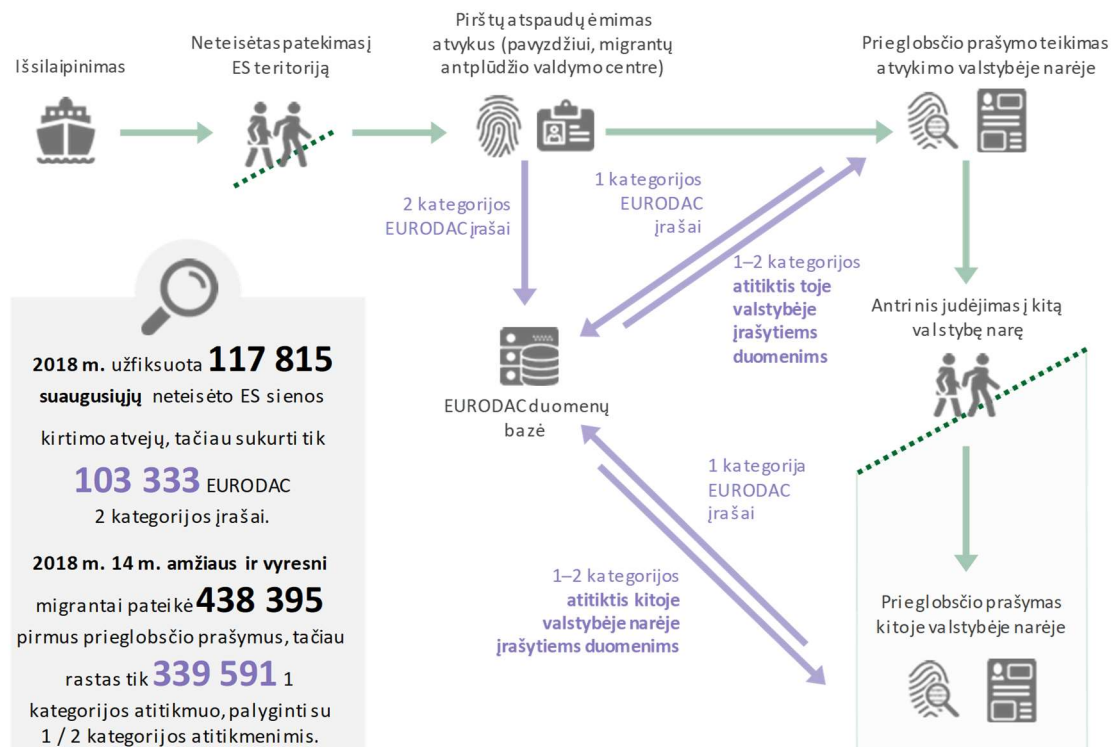 Išsilaipinimas
Neteisėtas patekimas į
ES teritoriją
Pirštų atspaudų ėmimas
atvykus (pavyzdžiui, migrantų
antplūdžio valdymo centre)
Prieglobsčio prašymo teikimas
atvykimo valstybėje narėje
2 kategorijos
EURODAC įrašai
1 kategorijos
EURODAC
įrašai
1–2 kategorijos
atitiktis toje
valstybėje
įrašytiems
duomenims
Antrinis judėjimas į kitą
valstybę narę
EURODAC duomenų
bazė
1 kategorija
EURODAC
įrašai
1–2 kategorijos
atitiktis kitoje
valstybėje narėje
įrašytiems duomenims
Prieglobsčio prašymas
kitoje valstybėje narėje
2018 m. užfiksuota 117 815
suaugusiųjų neteisėto ES sienos
kirtimo atvejų, tačiau sukurti tik
103 333 EURODAC
2 kategorijos įrašai.
2018 m. 14 m. amžiaus ir vyresni
migrantai pateikė 438 395
pirmus prieglobsčio prašymus, tačiau
rastas tik 339 591 1
kategorijos atitikmuo, palyginti su
1 / 2 kategorijos atitikmenimis.